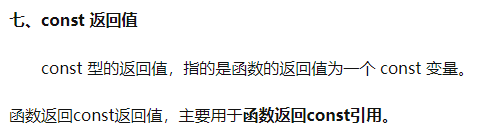 七、const 返回值
const 型的返回值，指的是函数的返回值为一个 const 变量。
函数返回const返回值，主要用于函数返回const引用。